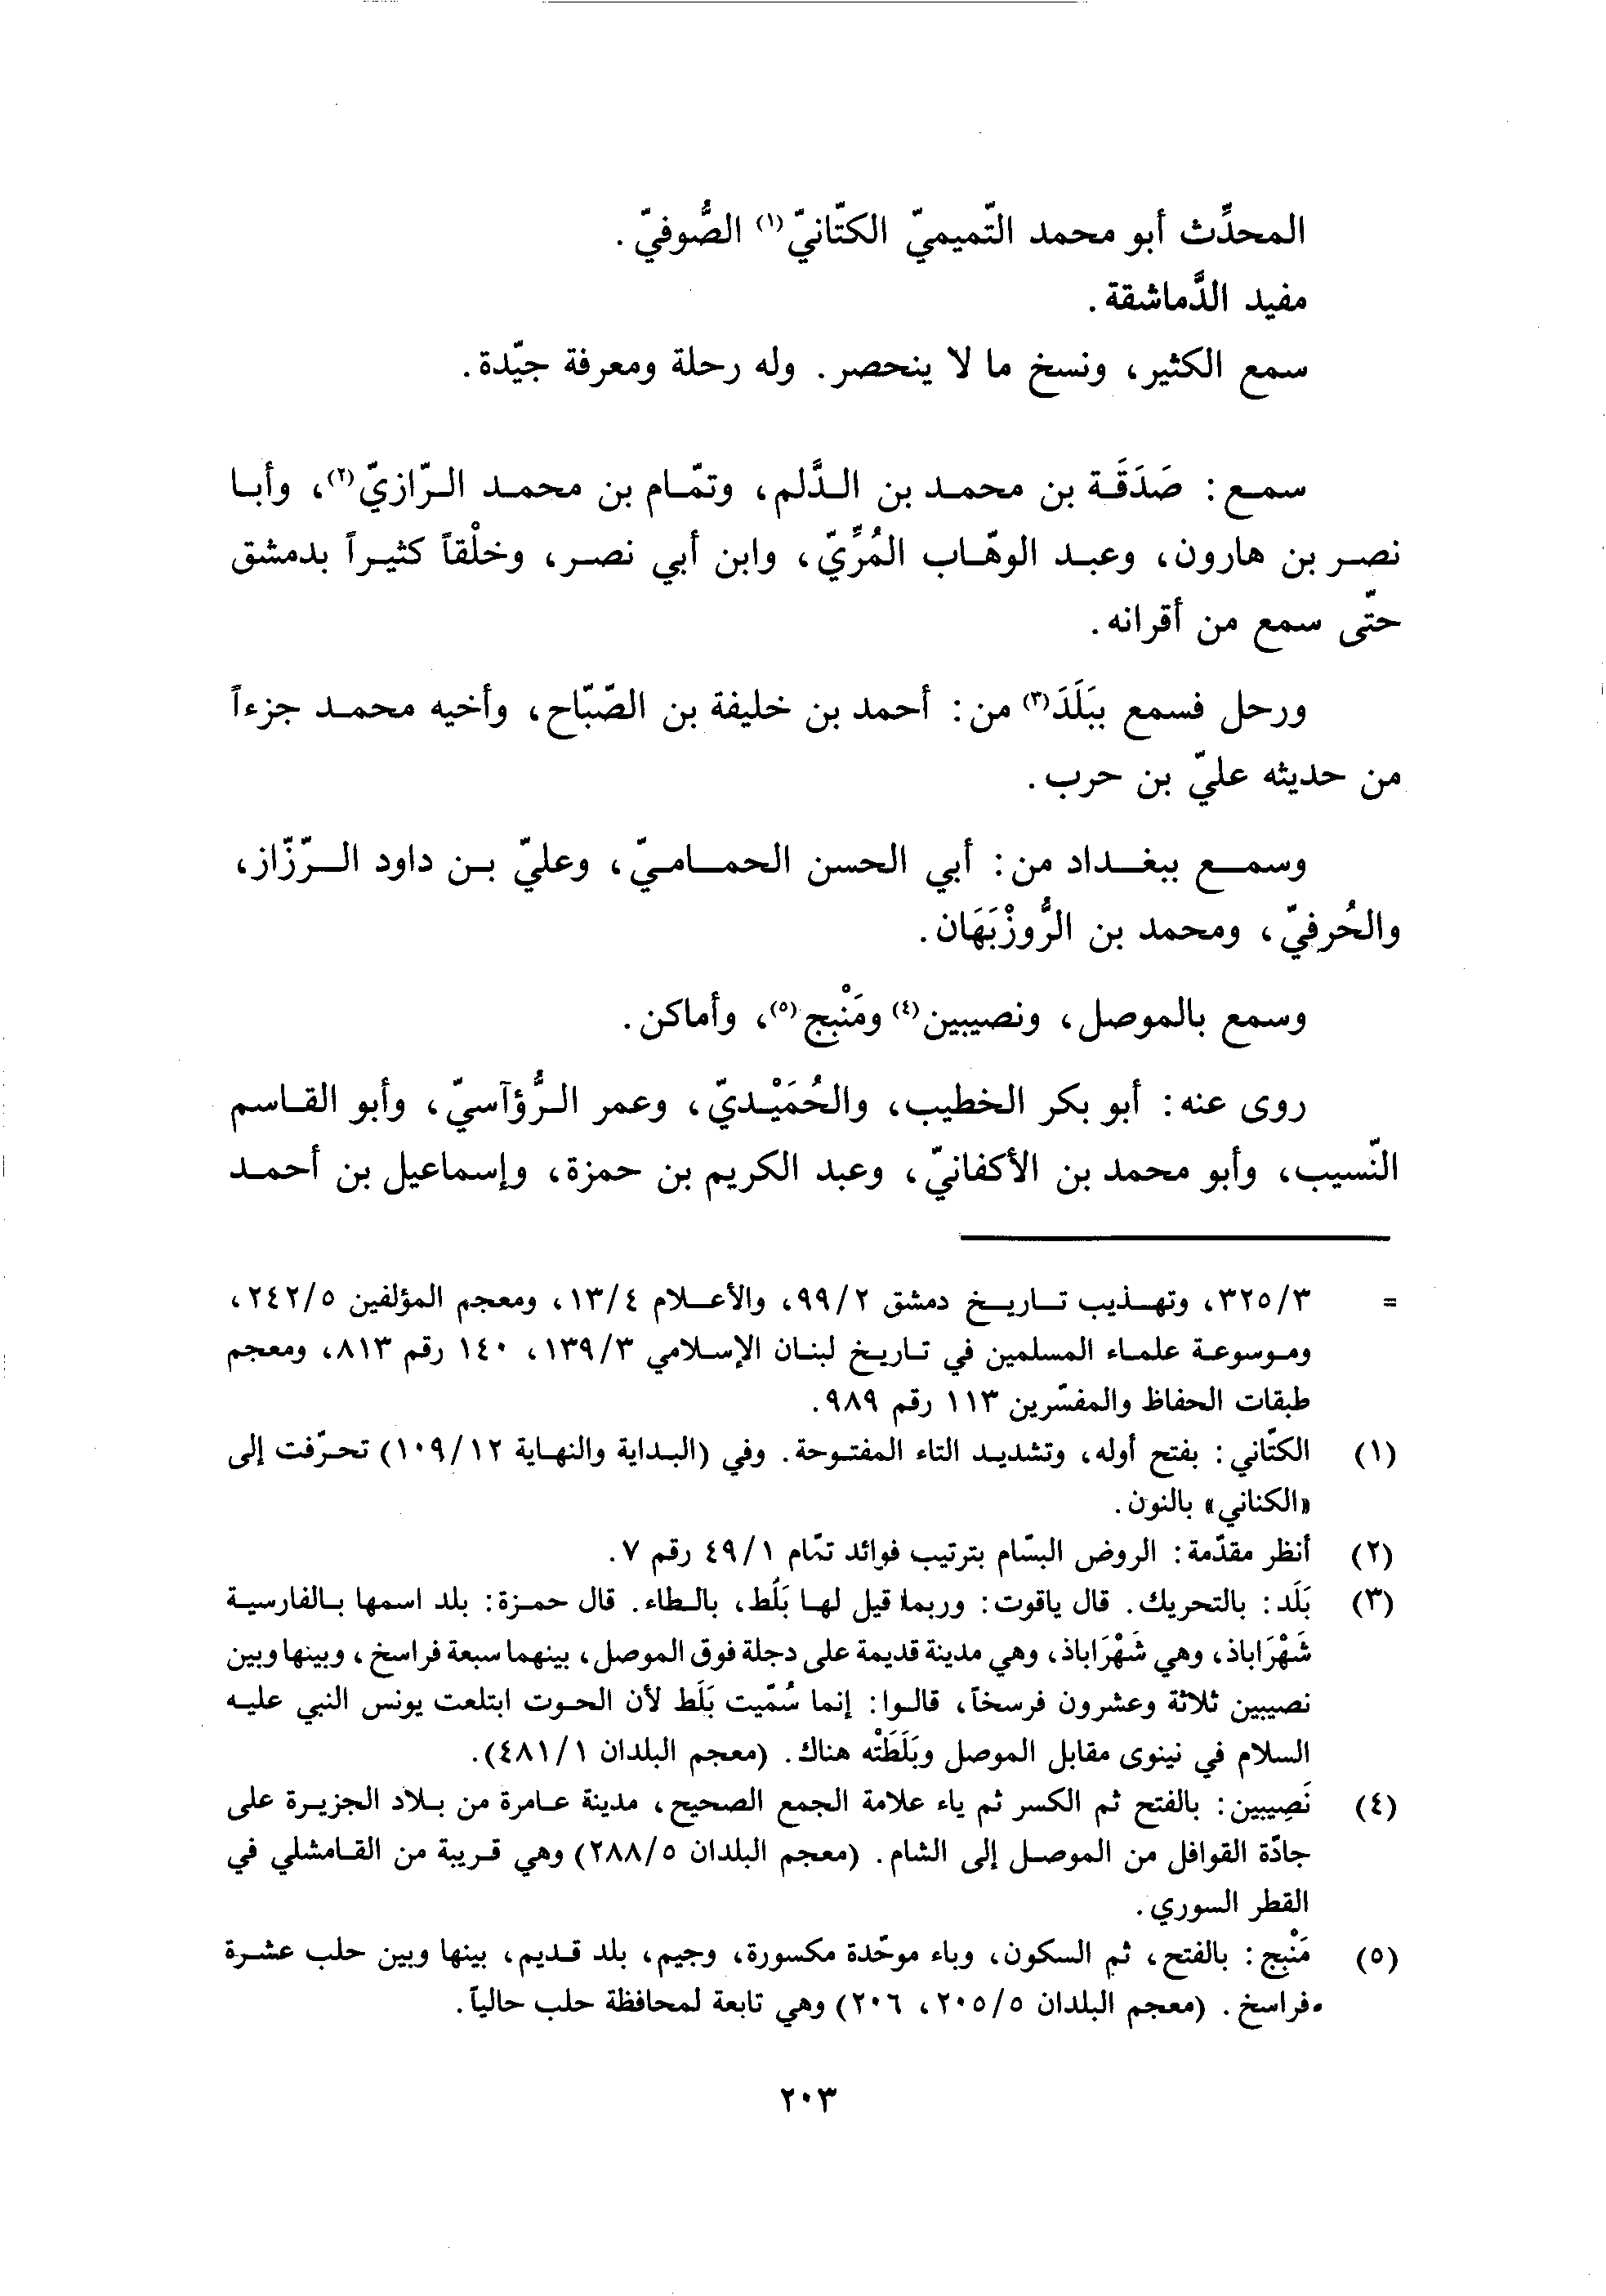 المحدِّث أبو محمد التّميميّ الكتّانيّ(١) الصُّوفيّ.
مفيد الدَّماشقة.
سمع الكثير، ونسخ ما لا ينحصر. وله رحلة ومعرفة جيّدة.
سمع: صَدَقَة بن محمد بن الدَّلم، وتمّام بن محمد الرّازيّ(٢)، وأبا
نصر بن هارون، وعبد الوهّاب المُرِّيّ، وابن أبي نصر، وخلْقاً كثيراً بدمشق
حتّى سمع من أقرانه.
ورحل فسمع ببَلَدَ(٣) من: أحمد بن خليفة بن الصّبّاح، وأخيه محمد جزءاً
من حديثه عليّ بن حرب.
وسمع ببغداد من: أبي الحسن الحماميّ، وعليّ بن داود الرّزّاز،
والحُرفيّ، ومحمد بن الرُّوزْبَهَان.
وسمع بالموصل، ونصيبين(٤) ومَنْبج(٥)، وأماكن.
روى عنه: أبو بكر الخطيب، والحُمَيْديّ، وعمر الرُّؤآسيّ، وأبو القاسم
النّسيب، وأبو محمد بن الأكفانيّ، وعبد الكريم بن حمزة، وإسماعيل بن أحمد
= ٣٢٥/٣، وتهذيب تاريخ دمشق ٩٩/٢، والأعلام ١٣/٤، ومعجم المؤلفين ٢٤٢/٥،
وموسوعة علماء المسلمين في تاريخ لبنان الإسلامي ١٣٩/٣، ١٤٠ رقم ٨١٣، ومعجم
طبقات الحفاظ والمفسّرين ١١٣ رقم ٩٨٩.
(١) الكتّاني: بفتح أوله، وتشديد التاء المفتوحة. وفي (البداية والنهاية ١٠٩/١٢) تحرّفت إلى
«الكناني» بالنون.
(٢) أنظر مقدّمة: الروض البسّام بترتيب فوائد تمّام ٤٩/١ رقم ٧.
(٣) بَلَد: بالتحريك. قال ياقوت: وربما قيل لها بَلَط، بالطاء. قال حمزة: بلد اسمها بالفارسية
شَهْرَاباذ، وهي شَهْرَاباذ، وهي مدينة قديمة على دجلة فوق الموصل، بينهما سبعة فراسخ، وبينها وبين
نصيبين ثلاثة وعشرون فرسخاً، قالوا: إنما سُمّيت بَلَط لأن الحوت ابتلعت يونس النبي عليه
السلام في نينوى مقابل الموصل وبَلَطَتْه هناك. (معجم البلدان ٤٨١/١).
(٤) نَصِيبين: بالفتح ثم الكسر ثم ياء علامة الجمع الصحيح، مدينة عامرة من بلاد الجزيرة على
جادّة القوافل من الموصل إلى الشام. (معجم البلدان ٢٨٨/٥) وهي قريبة من القامشلي في
القطر السوري.
(٥) مَنْبِج: بالفتح، ثم السكون، وباء موحّدة مكسورة، وجيم، بلد قديم، بينها وبين حلب عشرة
فراسخ. (معجم البلدان ٢٠٥/٥، ٢٠٦) وهي تابعة لمحافظة حلب حالياً.
٢٠٣